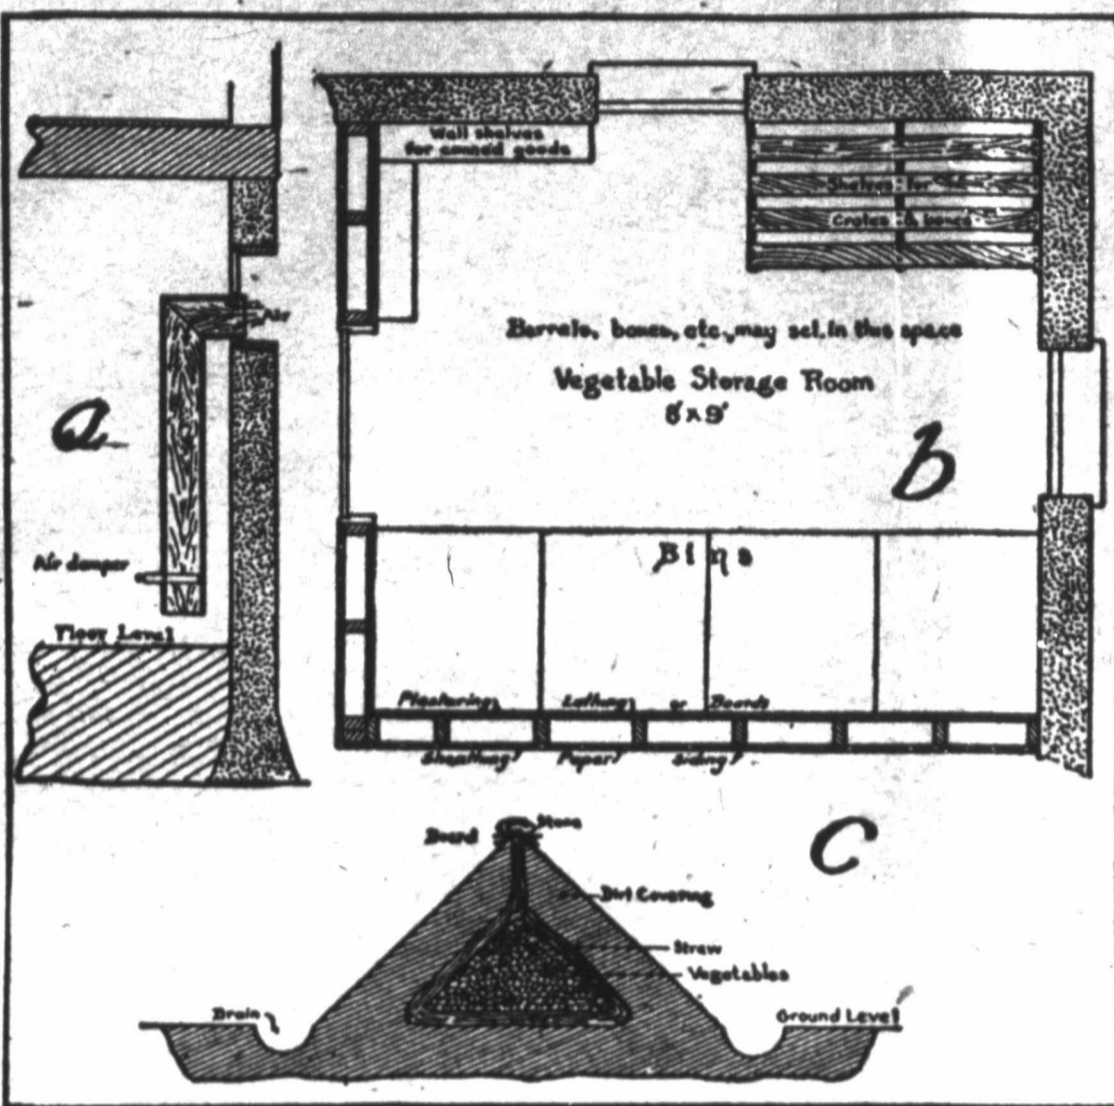 Air
a
Air damper
Floor Level
Wall shelves
for canned goods
Shelves for
Crates & boxes
Barrels, boxes, etc., may set in this space
Vegetable Storage Room
8' x 9'
b
Bins
Plastering, Lathing, or Boards
Sheathing Paper Siding
c
Stone
Board
Dirt Covering
Straw
Vegetables
Drain
Ground Level